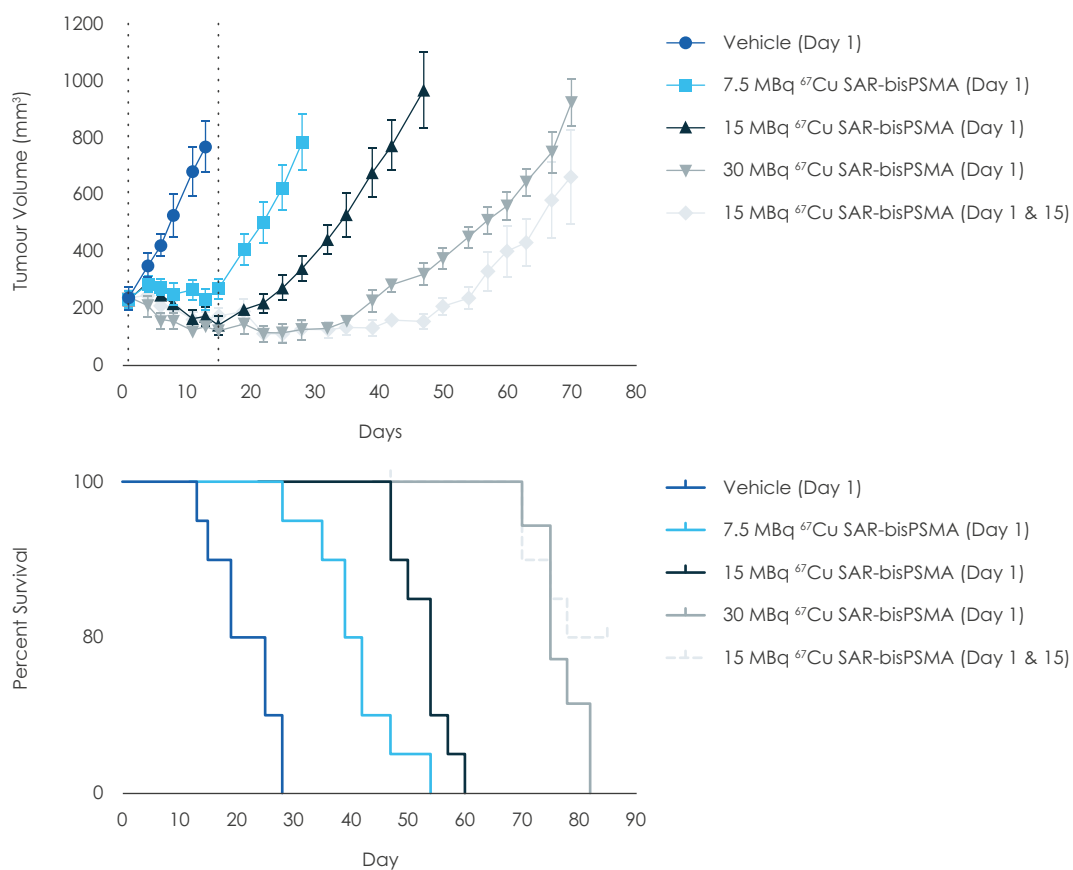 1200
1000
800
600
400
200
0
Tumour Volume (mm³)
0 10 20 30 40 50 60 70 80
Days
Vehicle (Day 1)
7.5 MBq ⁶⁷Cu SAR-bisPSMA (Day 1)
15 MBq ⁶⁷Cu SAR-bisPSMA (Day 1)
30 MBq ⁶⁷Cu SAR-bisPSMA (Day 1)
15 MBq ⁶⁷Cu SAR-bisPSMA (Day 1 & 15)
100
80
0
Percent Survival
0 10 20 30 40 50 60 70 80 90
Day
Vehicle (Day 1)
7.5 MBq ⁶⁷Cu SAR-bisPSMA (Day 1)
15 MBq ⁶⁷Cu SAR-bisPSMA (Day 1)
30 MBq ⁶⁷Cu SAR-bisPSMA (Day 1)
15 MBq ⁶⁷Cu SAR-bisPSMA (Day 1 & 15)